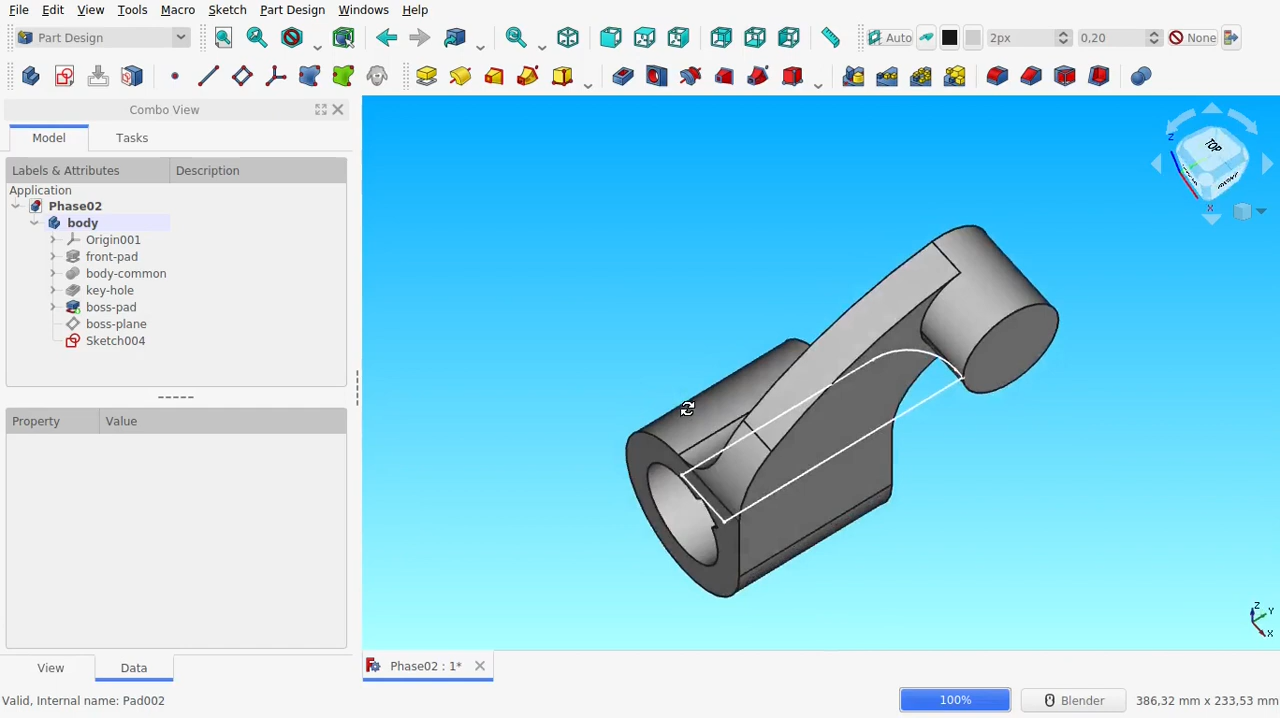 File Edit View Tools Macro Sketch Part Design Windows Help
Part Design Auto 2px 0,20 None
Combo View
Model Tasks
Labels & Attributes Description
Application
Phase02
body
Origin001
front-pad
body-common
key-hole
boss-pad
boss-plane
Sketch004
Property Value
View Data
Phase02 : 1*
Valid, Internal name: Pad002
100% Blender 386,32 mm x 233,53 mm
TOP
Z
X
Z
Y
X